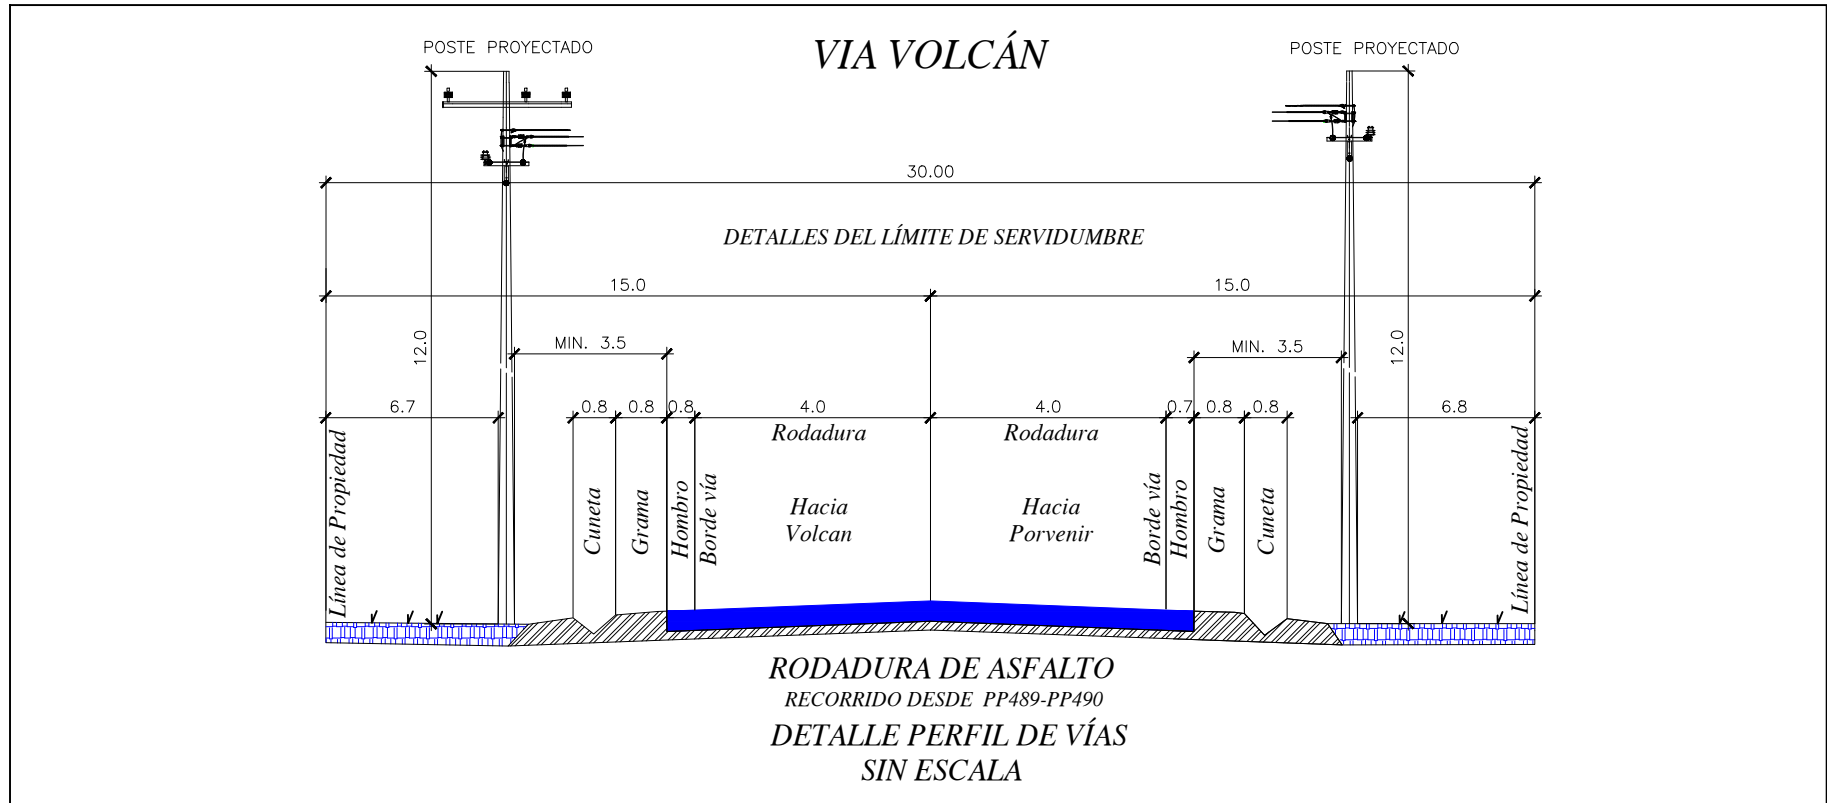 VIA VOLCÁN
POSTE PROYECTADO
POSTE PROYECTADO
30.00
DETALLES DEL LÍMITE DE SERVIDUMBRE
15.0
15.0
12.0
MIN. 3.5
MIN. 3.5
12.0
6.7
0.8
0.8
0.8
4.0
4.0
0.7
0.8
0.8
6.8
Rodadura
Rodadura
Línea de Propiedad
Cuneta
Grama
Hombro
Borde vía
Hacia
Volcan
Hacia
Porvenir
Borde vía
Hombro
Grama
Cuneta
Línea de Propiedad
RODADURA DE ASFALTO
RECORRIDO DESDE PP489-PP490
DETALLE PERFIL DE VÍAS
SIN ESCALA